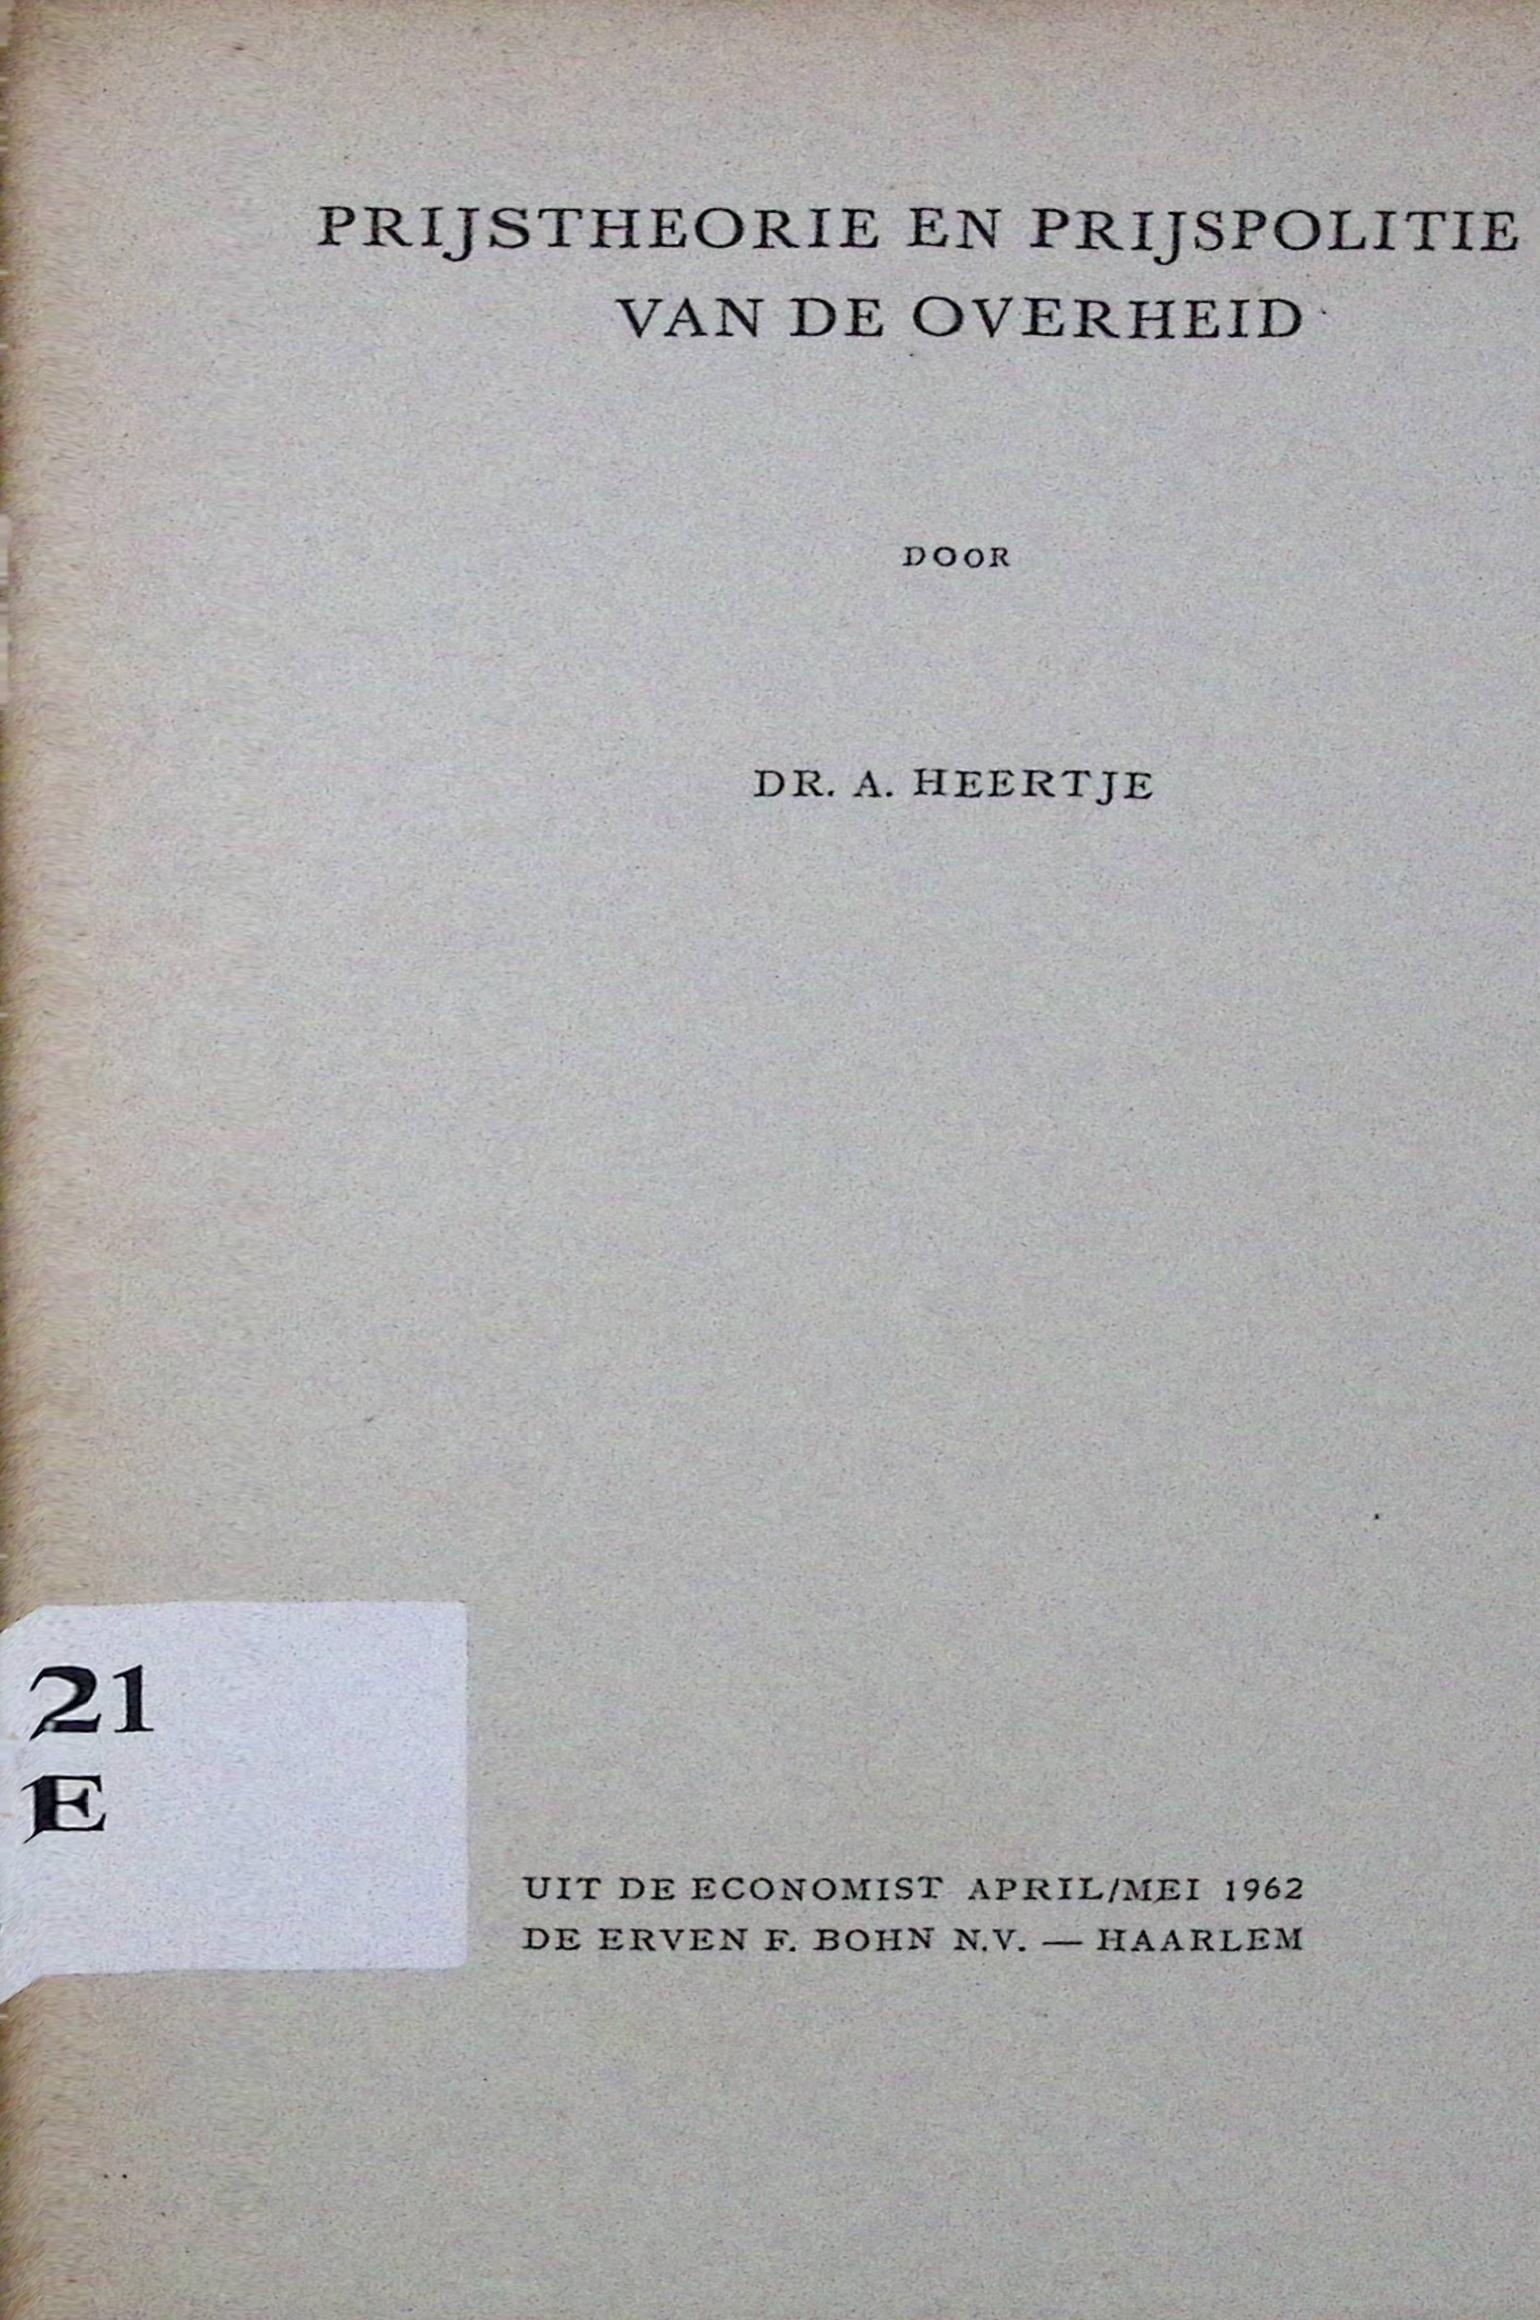 PRIJSTHEORIE EN PRIJSPOLITIE
VAN DE OVERHEID
DOOR
DR. A. HEERTJE
21
E
UIT DE ECONOMIST APRIL/MEI 1962
DE ERVEN F. BOHN N.V. — HAARLEM